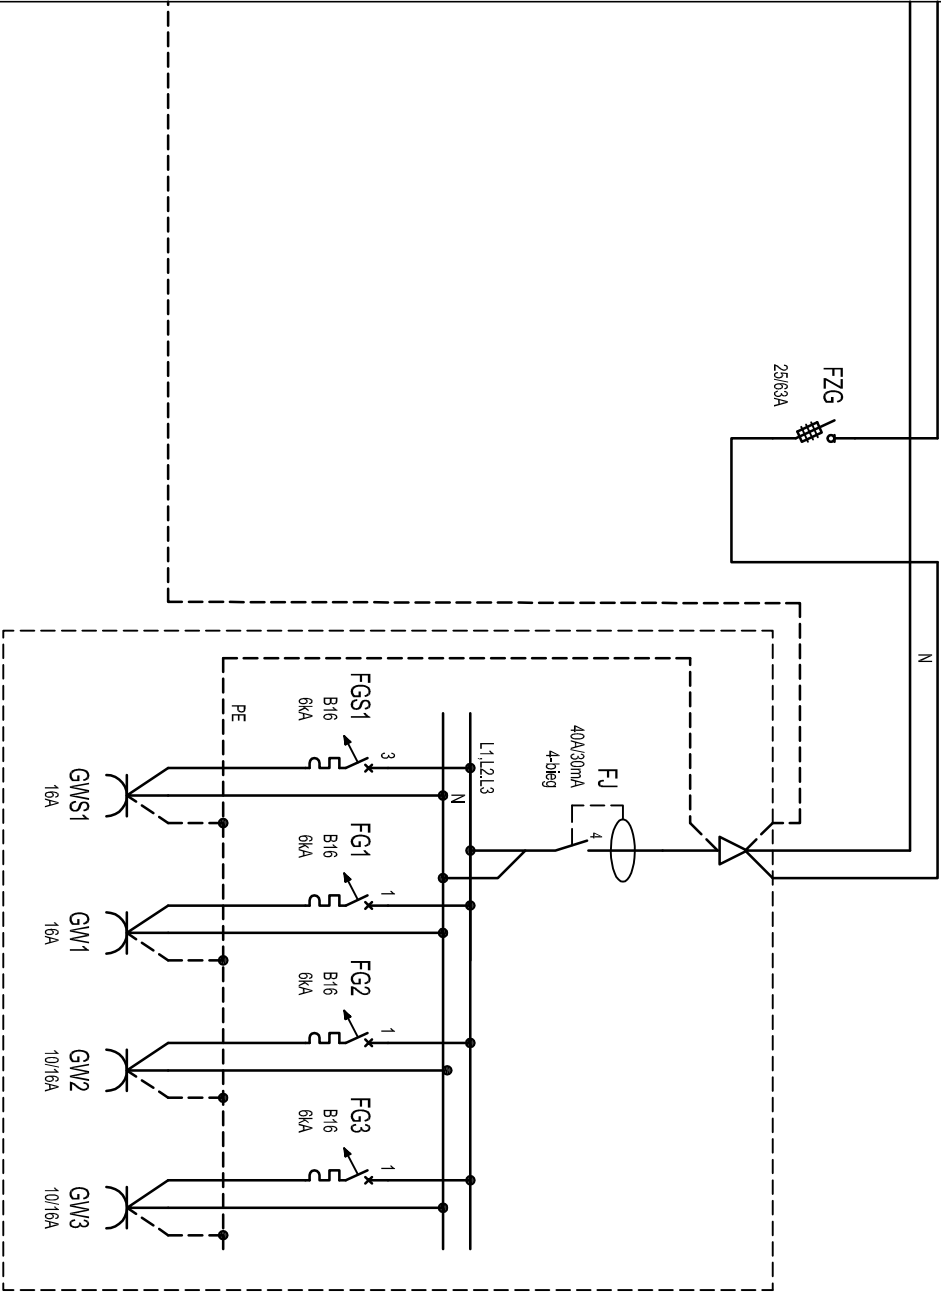 FZG
25/63A
N
FJ
40A/30mA
4-bieg
4
L1,L2,L3
N
FGS1
B16
6kA
3
FG1
B16
6kA
1
FG2
B16
6kA
1
FG3
B16
6kA
1
PE
GWS1
16A
GW1
16A
GW2
10/16A
GW3
10/16A